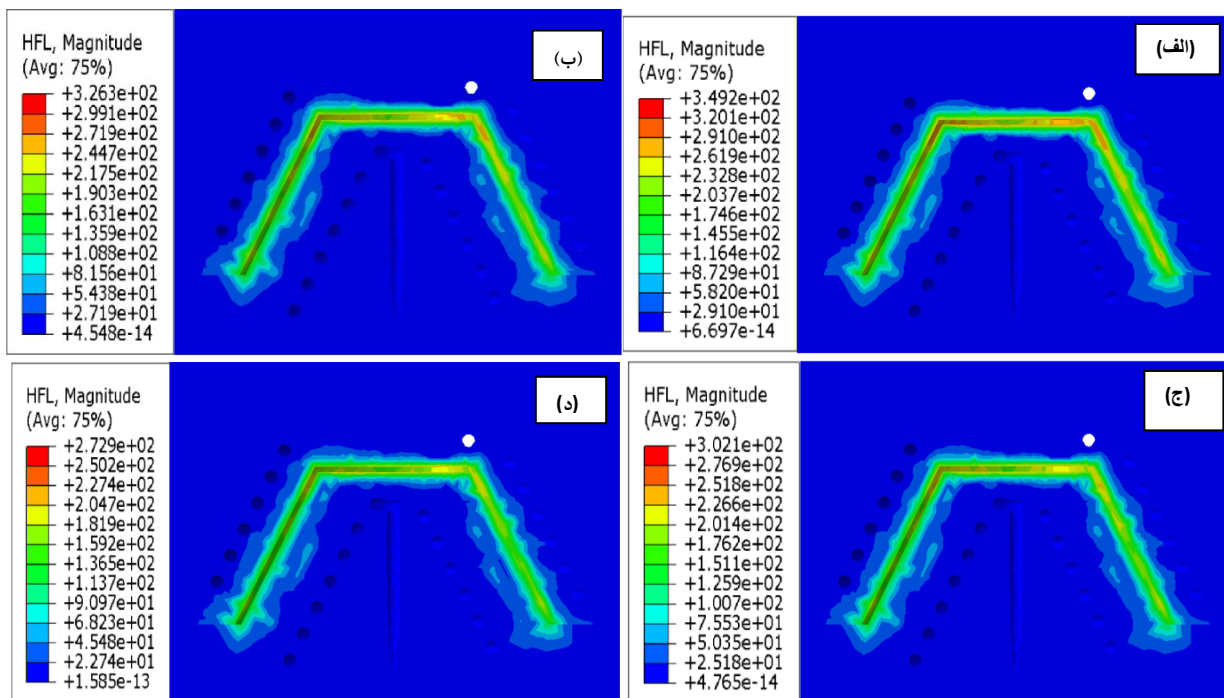 (الف)
HFL, Magnitude
(Avg: 75%)
+3.492e+02
+3.201e+02
+2.910e+02
+2.619e+02
+2.328e+02
+2.037e+02
+1.746e+02
+1.455e+02
+1.164e+02
+8.729e+01
+5.820e+01
+2.910e+01
+6.697e-14
(ب)
HFL, Magnitude
(Avg: 75%)
+3.263e+02
+2.991e+02
+2.719e+02
+2.447e+02
+2.175e+02
+1.903e+02
+1.631e+02
+1.359e+02
+1.088e+02
+8.156e+01
+5.438e+01
+2.719e+01
+4.548e-14
(ج)
HFL, Magnitude
(Avg: 75%)
+3.021e+02
+2.769e+02
+2.518e+02
+2.266e+02
+2.014e+02
+1.762e+02
+1.511e+02
+1.259e+02
+1.007e+02
+7.553e+01
+5.035e+01
+2.518e+01
+4.765e-14
(د)
HFL, Magnitude
(Avg: 75%)
+2.729e+02
+2.502e+02
+2.274e+02
+2.047e+02
+1.819e+02
+1.592e+02
+1.365e+02
+1.137e+02
+9.097e+01
+6.823e+01
+4.548e+01
+2.274e+01
+1.585e-13